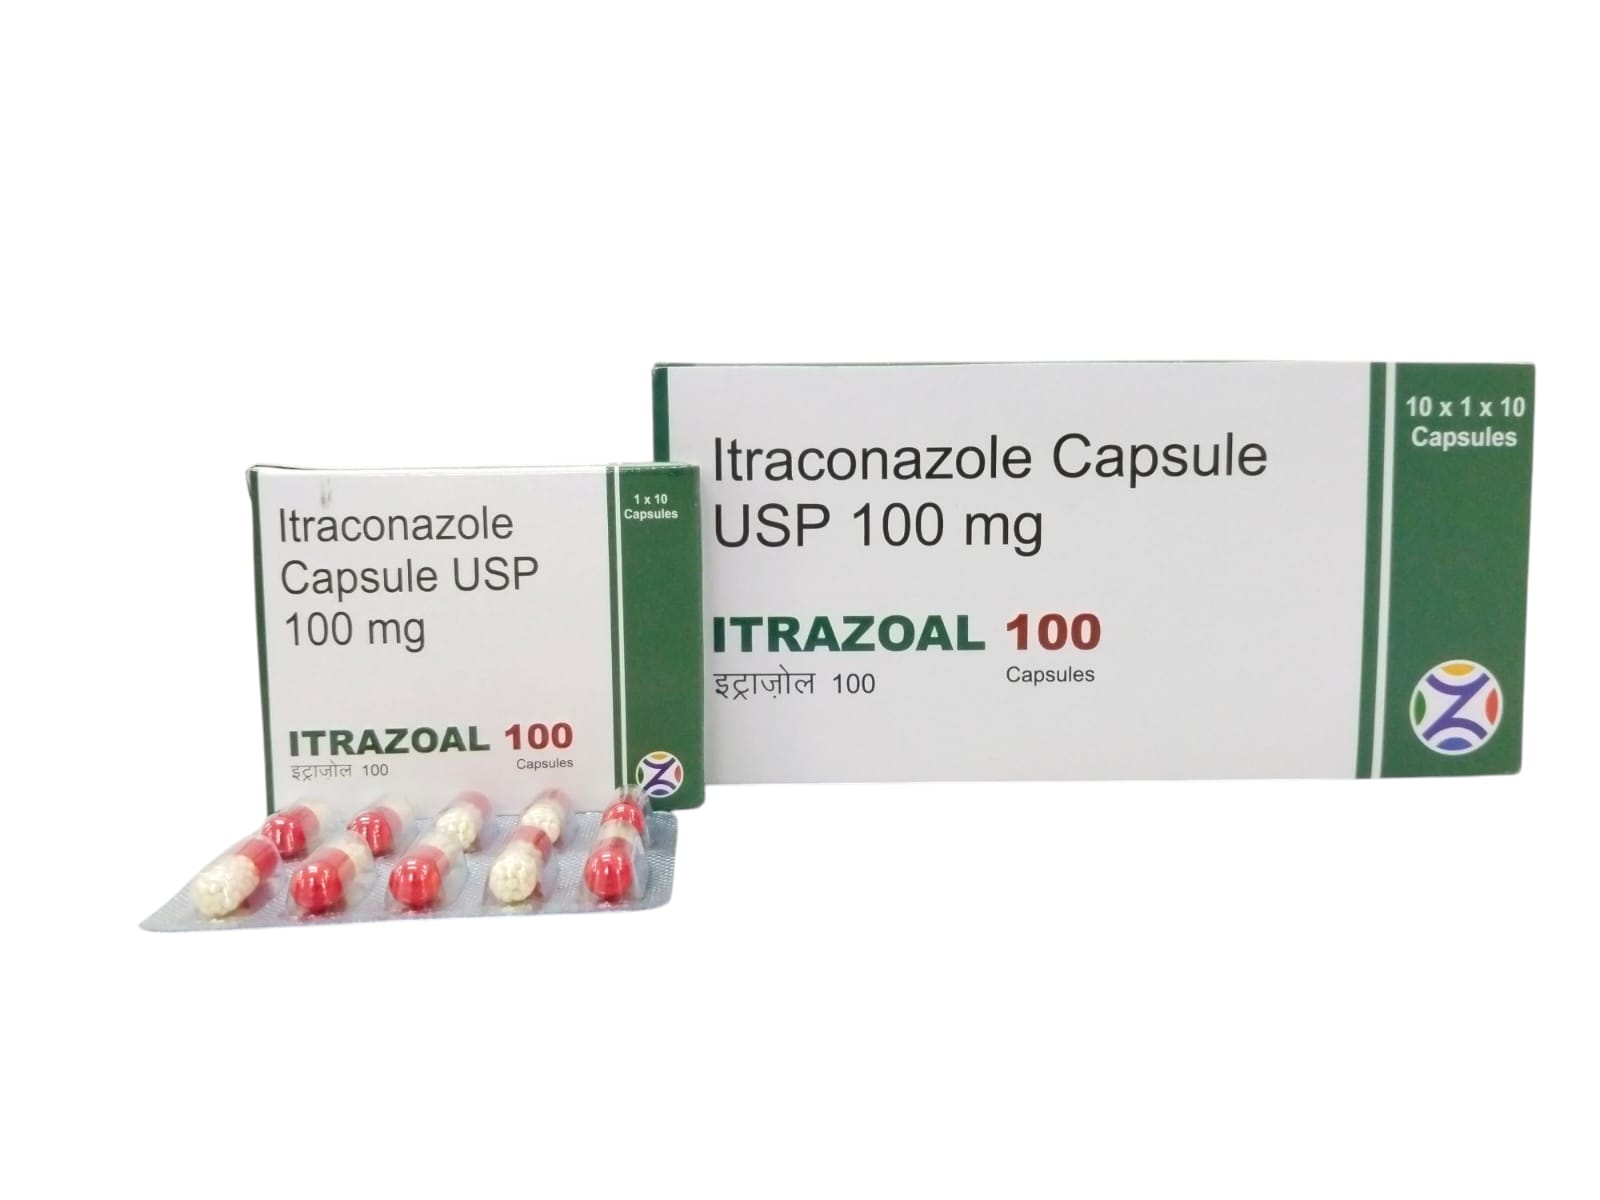 Itraconazole
Capsule USP
100 mg
1 x 10
Capsules
ITRAZOAL 100
इट्राज़ोल 100
Capsules
Itraconazole Capsule
USP 100 mg
10 x 1 x 10
Capsules
ITRAZOAL 100
इट्राज़ोल 100
Capsules